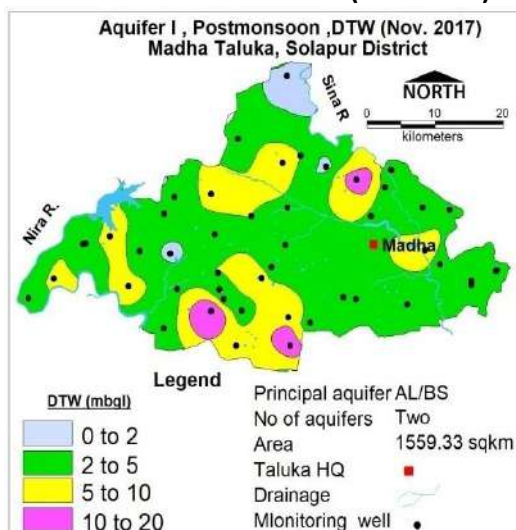 Aquifer I , Postmonsoon ,DTW (Nov. 2017)
Madha Taluka, Solapur District
Sina R
NORTH
0 10 20
kilometers
Nira R.
Madha
Legend
DTW (mbgl)
0 to 2
2 to 5
5 to 10
10 to 20
Principal aquifer AL/BS
No of aquifers Two
Area 1559.33 sqkm
Taluka HQ
Drainage
MIonitoring well